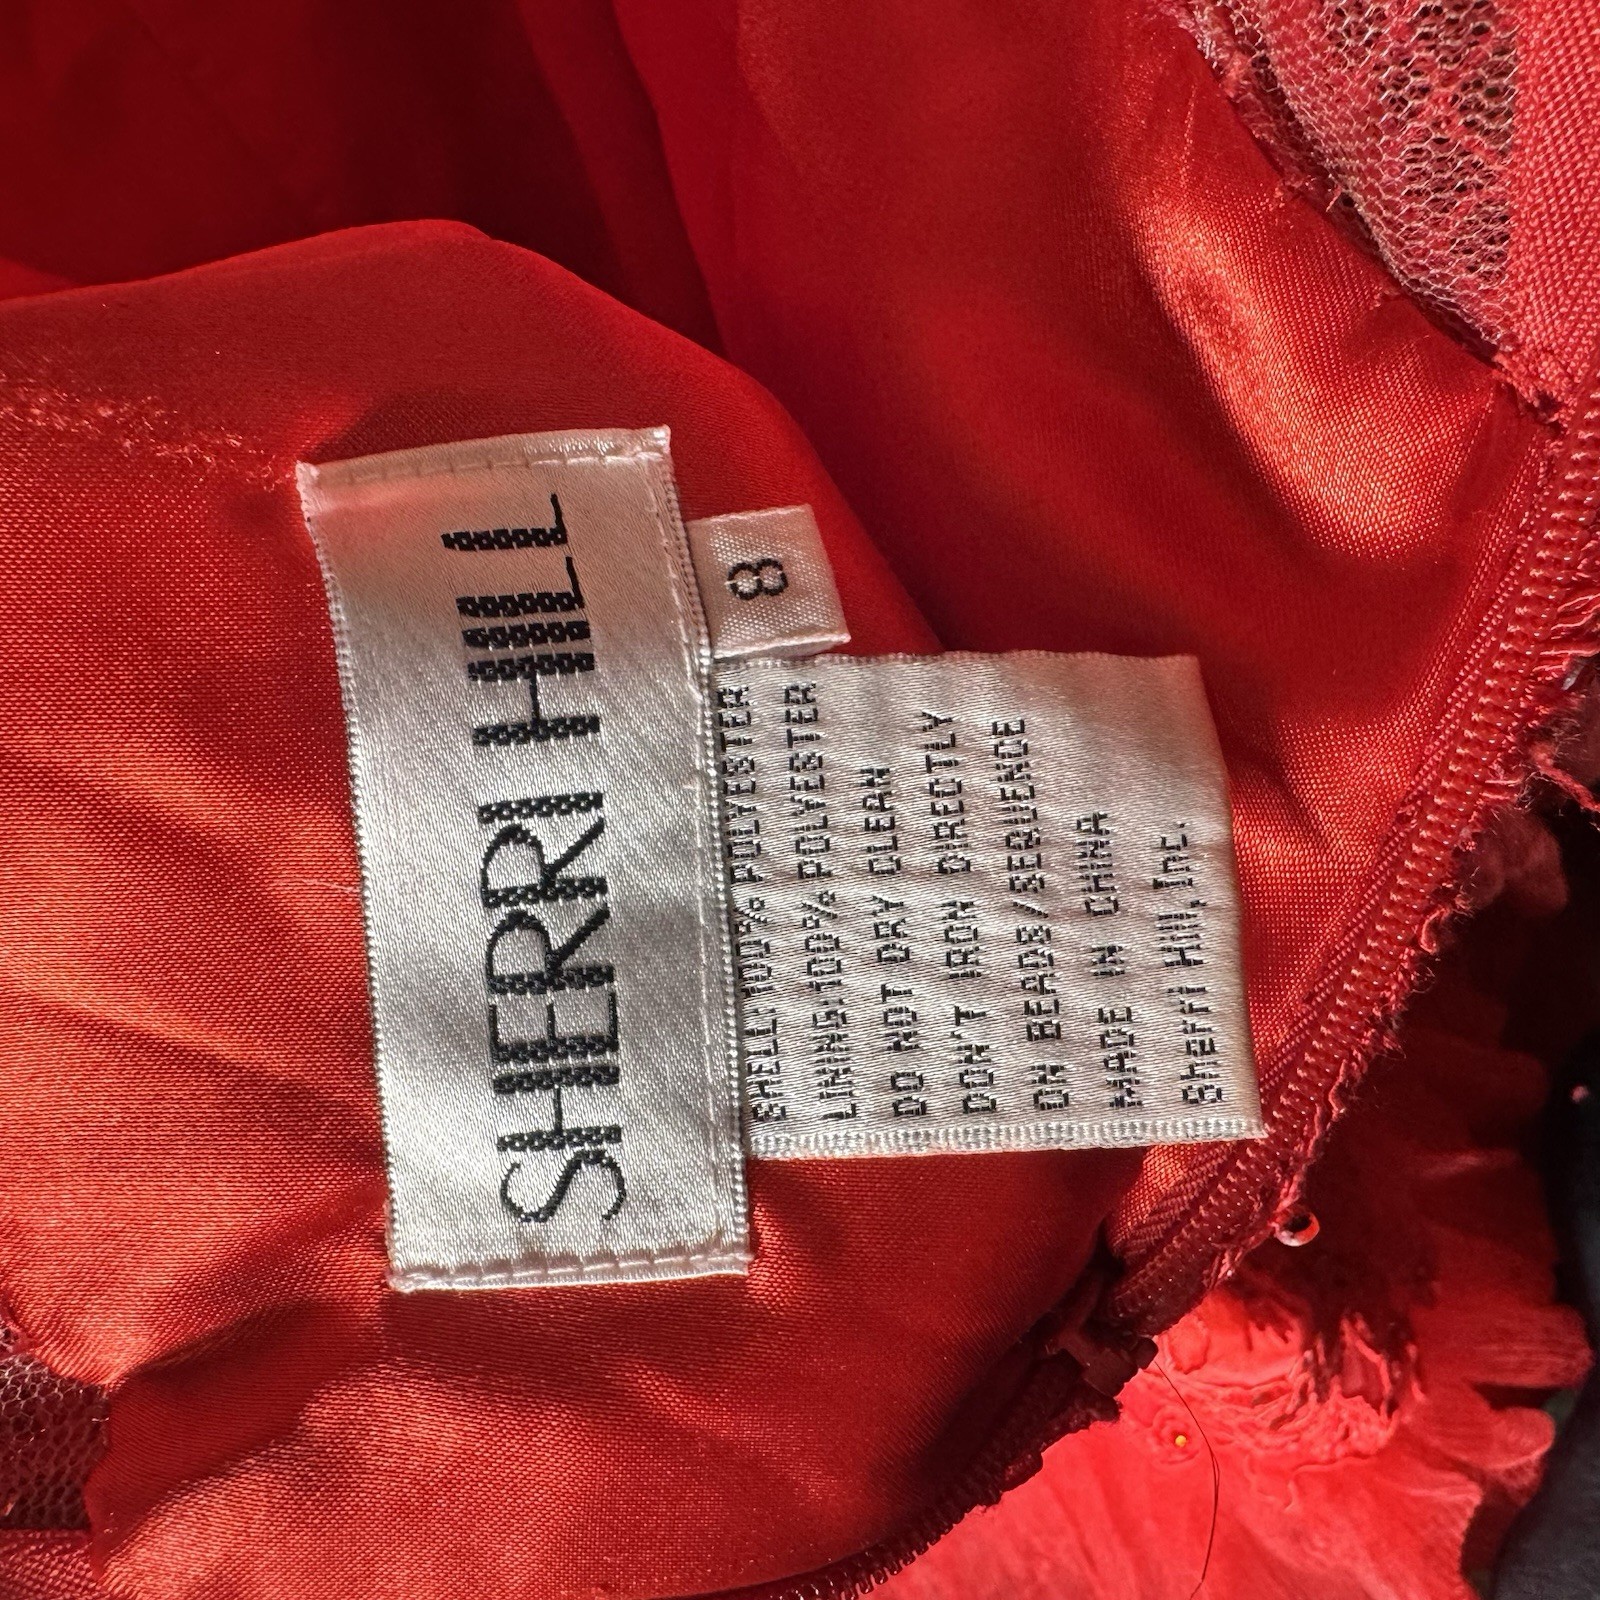 SHERRI HILL
8
SHELL:100% POLYESTER
LINING:100% POLYESTER
DO NOT DRY CLEAN
DON'T IRON DIRECTLY
ON BEADS/SEQUENCE
MADE IN CHINA
Sherri Hill, Inc.